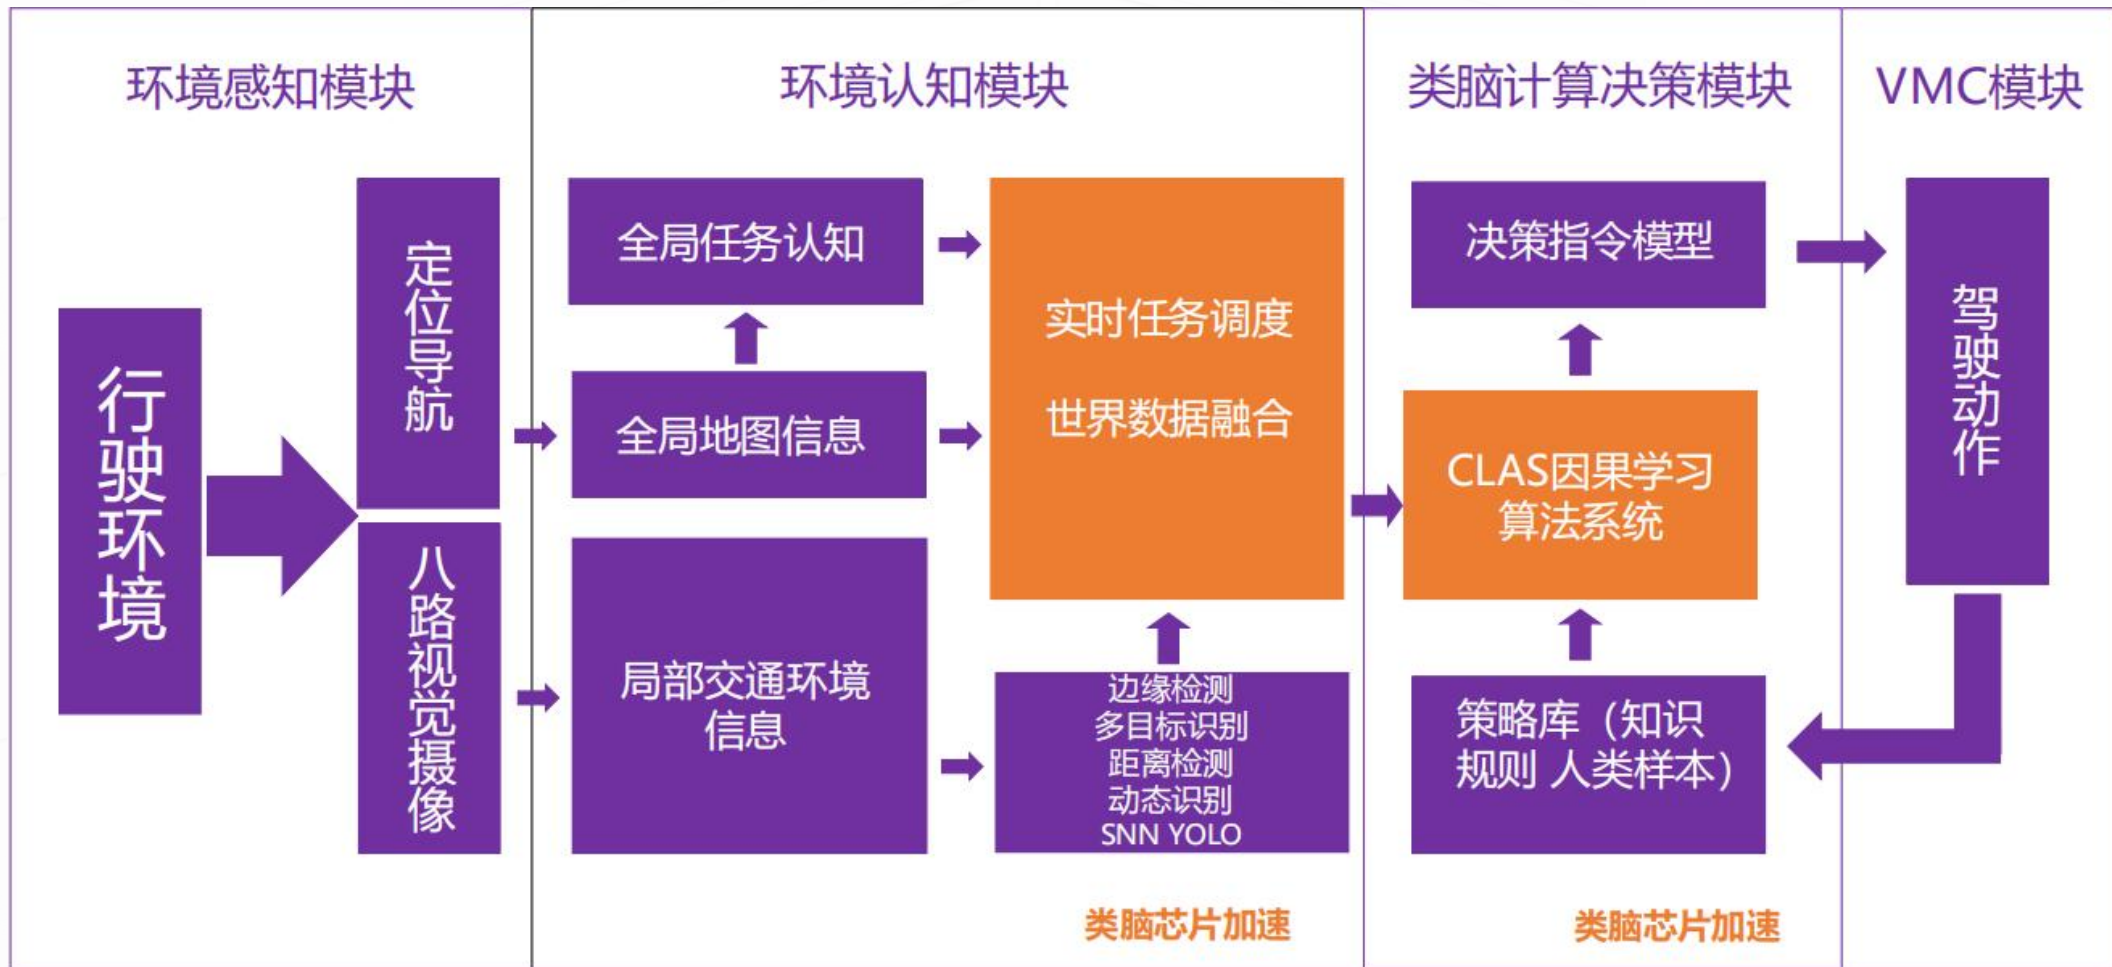 环境感知模块
环境认知模块
类脑计算决策模块
VMC模块
行驶环境
定位导航
八路视觉摄像
全局任务认知
全局地图信息
局部交通环境
信息
实时任务调度
世界数据融合
边缘检测
多目标识别
距离检测
动态识别
SNN YOLO
类脑芯片加速
决策指令模型
CLAS因果学习
算法系统
策略库（知识
规则 人类样本）
类脑芯片加速
驾驶动作